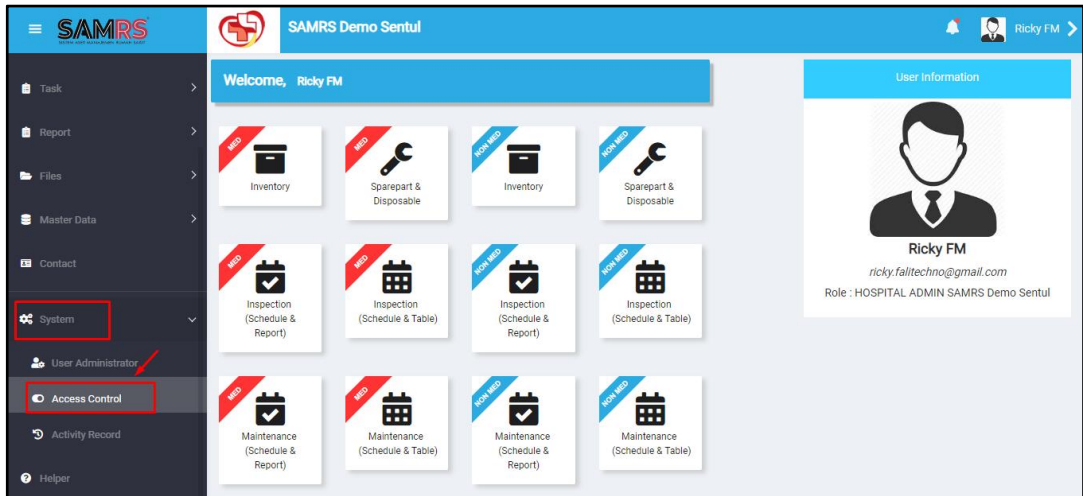 SAMRS
SAMRS Demo Sentul
Ricky FM
Task
Report
Files
Master Data
Contact
System
User Administrator
Access Control
Activity Record
Helper
Welcome, Ricky FM
MED
Inventory
MED
Sparepart &
Disposable
NON MED
Inventory
NON MED
Sparepart &
Disposable
MED
Inspection
(Schedule &
Report)
MED
Inspection
(Schedule & Table)
NON MED
Inspection
(Schedule &
Report)
NON MED
Inspection
(Schedule & Table)
MED
Maintenance
(Schedule &
Report)
MED
Maintenance
(Schedule & Table)
NON MED
Maintenance
(Schedule &
Report)
NON MED
Maintenance
(Schedule & Table)
User Information
Ricky FM
ricky.falitechno@gmail.com
Role : HOSPITAL ADMIN SAMRS Demo Sentul